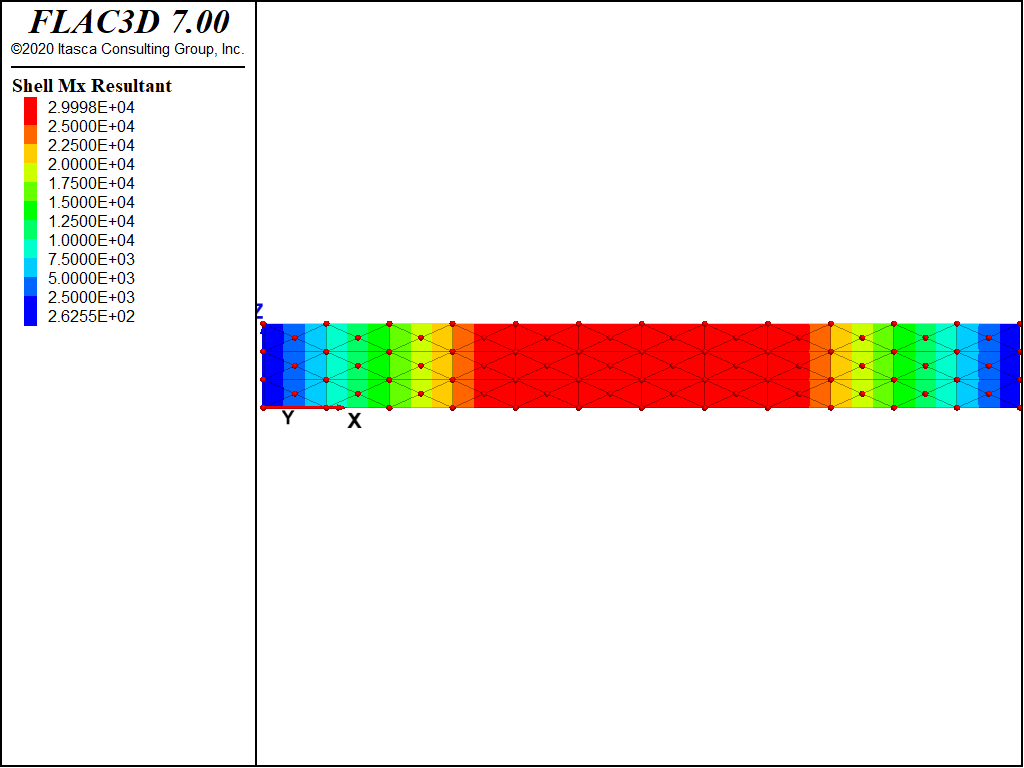 FLAC3D 7.00
©2020 Itasca Consulting Group, Inc.
Shell Mx Resultant
2.9998E+04
2.5000E+04
2.2500E+04
2.0000E+04
1.7500E+04
1.5000E+04
1.2500E+04
1.0000E+04
7.5000E+03
5.0000E+03
2.5000E+03
2.6255E+02
Z
Y
X